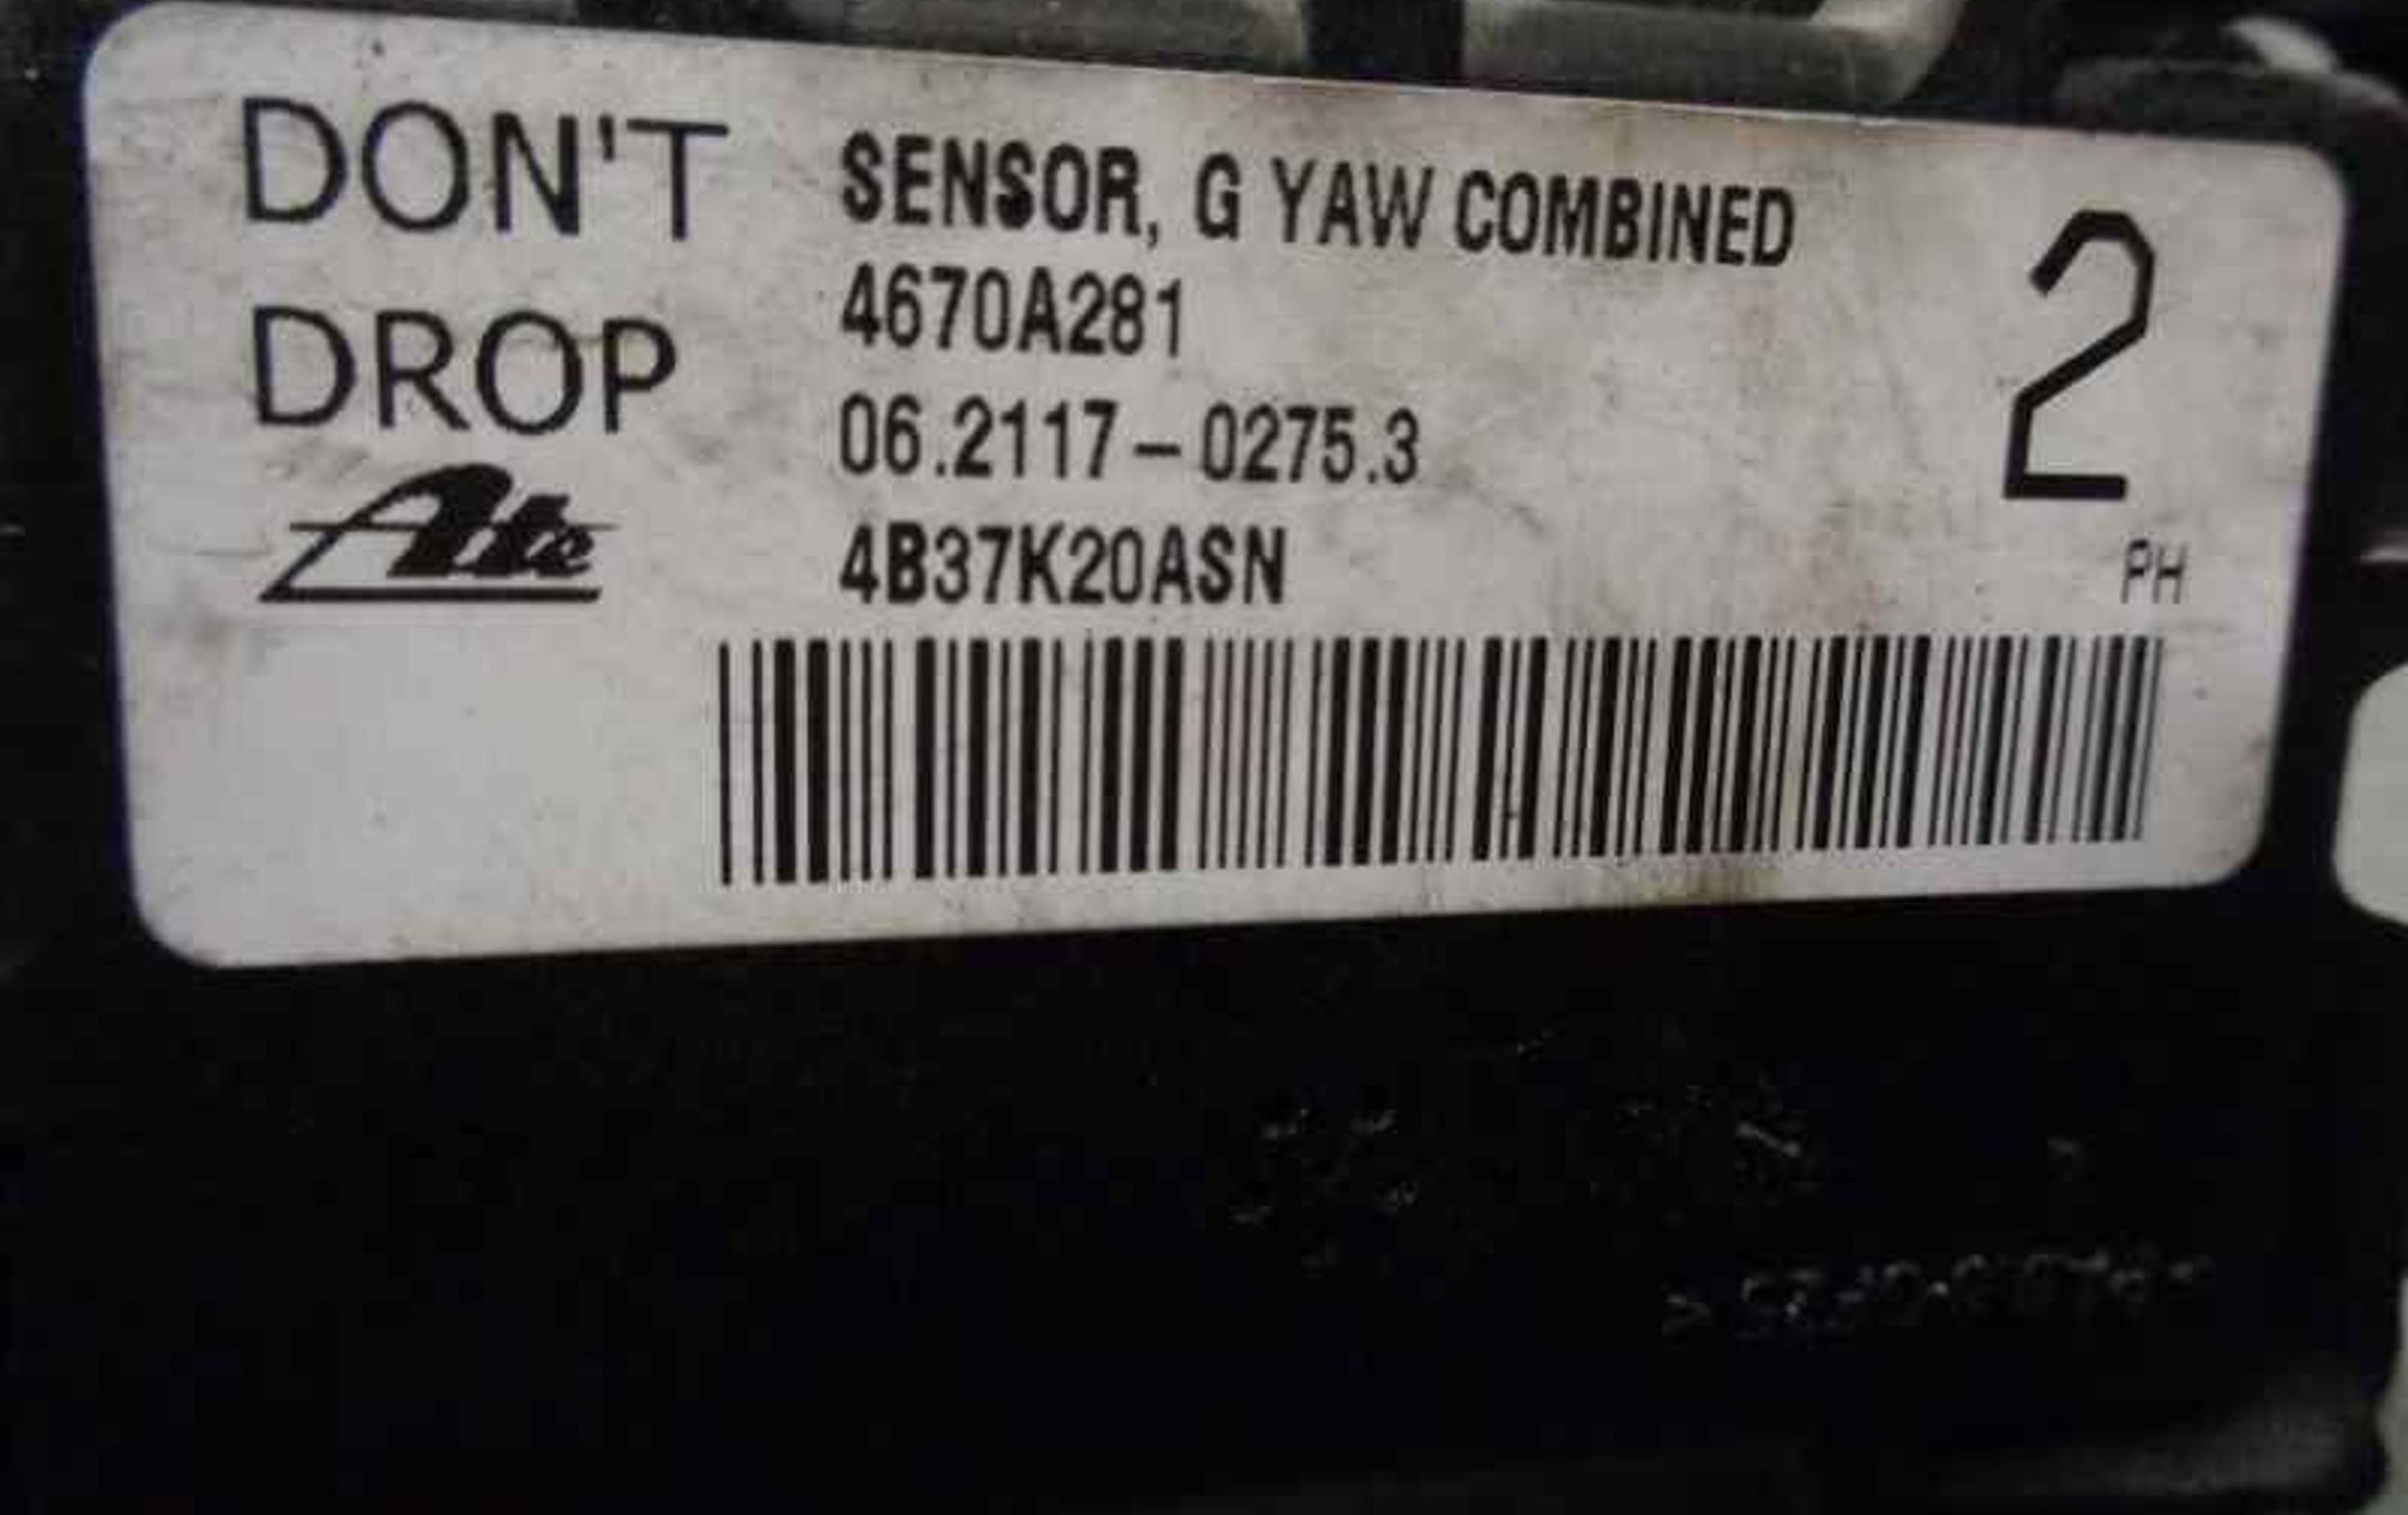 DON'T
DROP
Ate
SENSOR, G YAW COMBINED
4670A281
06.2117-0275.3
4B37K20ASN
2
PH